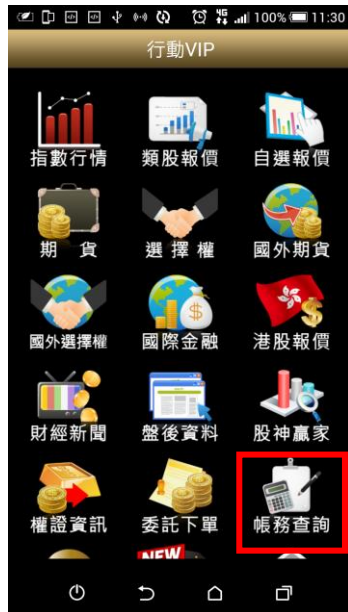 4G 100% 11:30
行動VIP
指數行情 類股報價 自選報價
期 貨 選 擇 權 國外期貨
國外選擇權 國際金融 港股報價
財經新聞 盤後資料 股神贏家
權證資訊 委託下單 帳務查詢
NEW